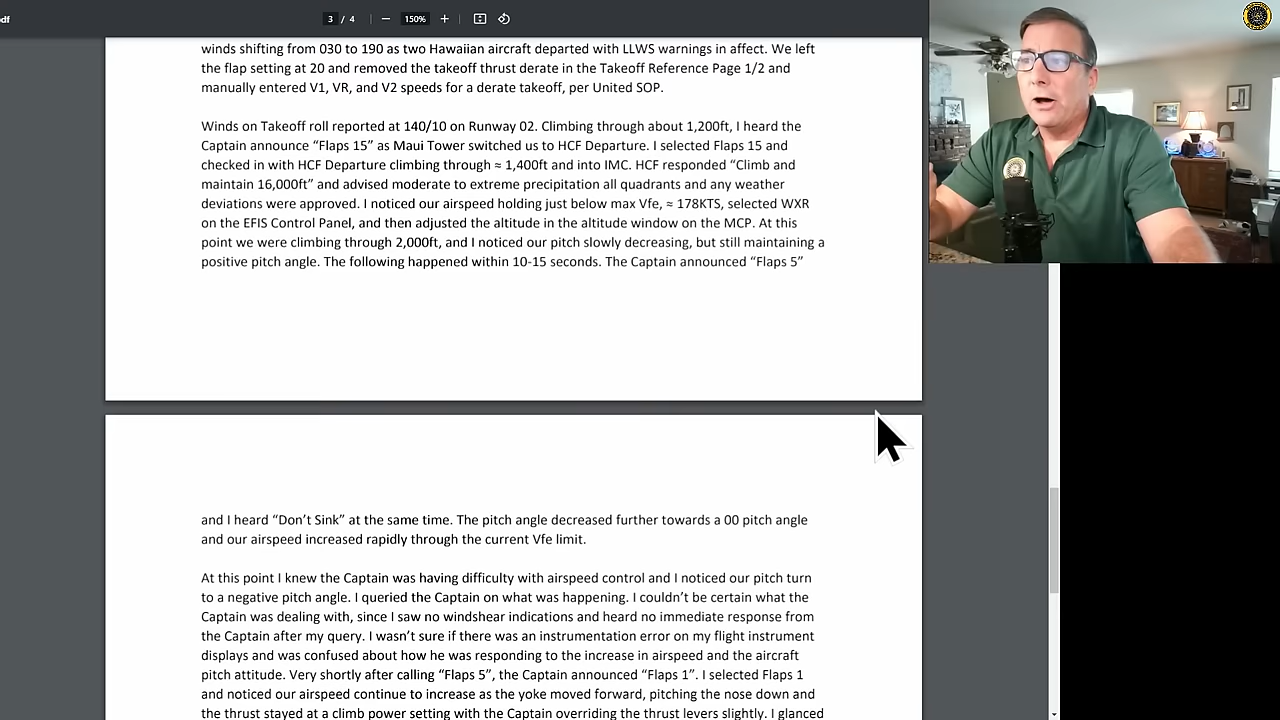 df
3 / 4
150%
winds shifting from 030 to 190 as two Hawaiian aircraft departed with LLWS warnings in affect. We left
the flap setting at 20 and removed the takeoff thrust derate in the Takeoff Reference Page 1/2 and
manually entered V1, VR, and V2 speeds for a derate takeoff, per United SOP.
Winds on Takeoff roll reported at 140/10 on Runway 02. Climbing through about 1,200ft, I heard the
Captain announce “Flaps 15” as Maui Tower switched us to HCF Departure. I selected Flaps 15 and
checked in with HCF Departure climbing through ≈ 1,400ft and into IMC. HCF responded “Climb and
maintain 16,000ft” and advised moderate to extreme precipitation all quadrants and any weather
deviations were approved. I noticed our airspeed holding just below max Vfe, ≈ 178KTS, selected WXR
on the EFIS Control Panel, and then adjusted the altitude in the altitude window on the MCP. At this
point we were climbing through 2,000ft, and I noticed our pitch slowly decreasing, but still maintaining a
positive pitch angle. The following happened within 10-15 seconds. The Captain announced “Flaps 5”
and I heard “Don’t Sink” at the same time. The pitch angle decreased further towards a 00 pitch angle
and our airspeed increased rapidly through the current Vfe limit.
At this point I knew the Captain was having difficulty with airspeed control and I noticed our pitch turn
to a negative pitch angle. I queried the Captain on what was happening. I couldn’t be certain what the
Captain was dealing with, since I saw no windshear indications and heard no immediate response from
the Captain after my query. I wasn’t sure if there was an instrumentation error on my flight instrument
displays and was confused about how he was responding to the increase in airspeed and the aircraft
pitch attitude. Very shortly after calling “Flaps 5”, the Captain announced “Flaps 1”. I selected Flaps 1
and noticed our airspeed continue to increase as the yoke moved forward, pitching the nose down and
the thrust stayed at a climb power setting with the Captain overriding the thrust levers slightly. I glanced